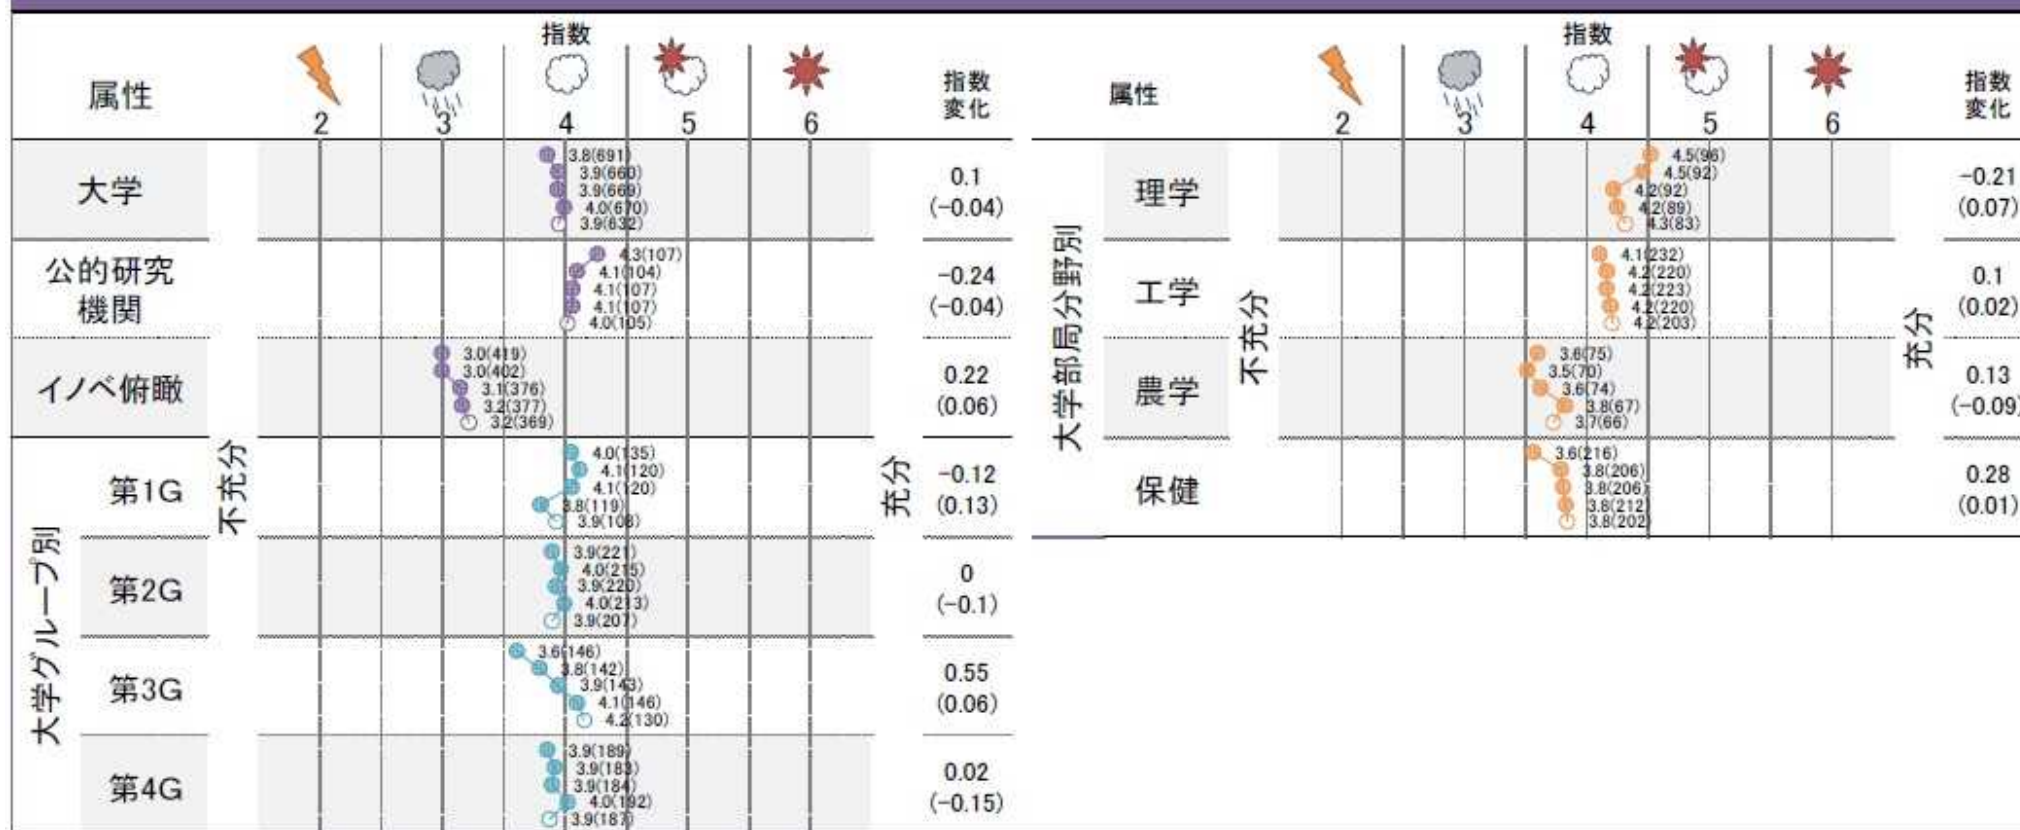 属性
指数
2 3 4 5 6
指数
変化
不充分
充分
大学
3.8(691)
3.9(660)
3.9(669)
4.0(670)
3.9(632)
0.1
(-0.04)
公的研究
機関
4.3(107)
4.1(104)
4.1(107)
4.1(107)
4.0(105)
-0.24
(-0.04)
イノベ俯瞰
3.0(419)
3.0(402)
3.1(376)
3.2(377)
3.2(369)
0.22
(0.06)
大学グループ別
第1G
4.0(135)
4.1(120)
4.1(120)
3.8(119)
3.9(108)
-0.12
(0.13)
第2G
3.9(221)
4.0(215)
3.9(220)
4.0(213)
3.9(207)
0
(-0.1)
第3G
3.6(146)
3.8(142)
3.9(143)
4.1(146)
4.2(130)
0.55
(0.06)
第4G
3.9(189)
3.9(183)
3.9(184)
4.0(192)
3.9(187)
0.02
(-0.15)
属性
指数
2 3 4 5 6
指数
変化
大学部局分野別
不充分
充分
理学
4.5(96)
4.5(92)
4.2(92)
4.2(89)
4.3(83)
-0.21
(0.07)
工学
4.1(232)
4.2(220)
4.2(223)
4.2(220)
4.2(203)
0.1
(0.02)
農学
3.6(75)
3.5(70)
3.6(74)
3.8(67)
3.7(66)
0.13
(-0.09)
保健
3.6(216)
3.8(206)
3.8(206)
3.8(212)
3.8(202)
0.28
(0.01)